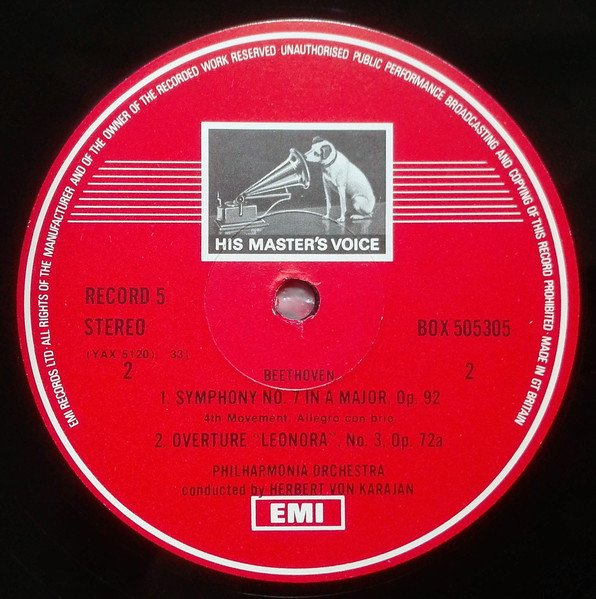 EMI RECORDS LTD · ALL RIGHTS OF THE MANUFACTURER AND OF THE OWNER OF THE RECORDED WORK RESERVED · UNAUTHORISED PUBLIC PERFORMANCE BROADCASTING AND COPYING OF THIS RECORD PROHIBITED · MADE IN GT BRITAIN
HIS MASTER'S VOICE
RECORD 5
STEREO
BOX 505305
(YAX 5120) 33⅓
2
2
BEETHOVEN
1. SYMPHONY NO. 7 IN A MAJOR, Op. 92
4th Movement, Allegro con brio
2. OVERTURE "LEONORA", No. 3, Op. 72a
PHILHARMONIA ORCHESTRA
conducted by HERBERT VON KARAJAN
EMI